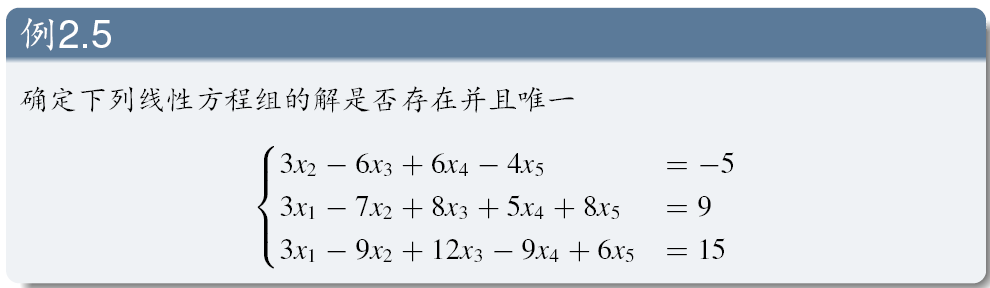 例2.5
确定下列线性方程组的解是否存在并且唯一
3x₂ − 6x₃ + 6x₄ − 4x₅ = −5
3x₁ − 7x₂ + 8x₃ + 5x₄ + 8x₅ = 9
3x₁ − 9x₂ + 12x₃ − 9x₄ + 6x₅ = 15